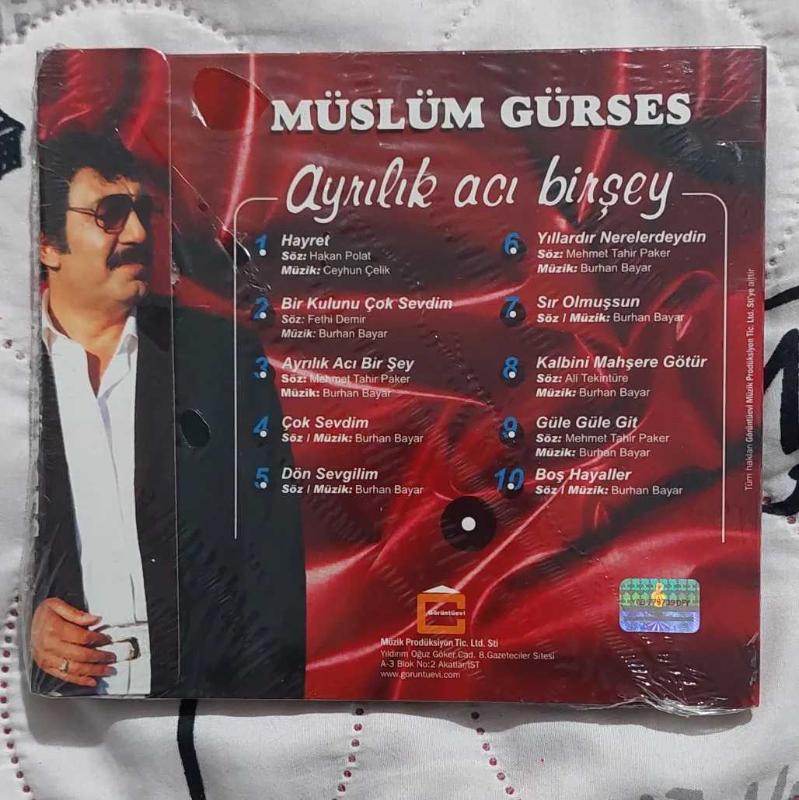 MÜSLÜM GÜRSES
Ayrılık acı birşey
1 Hayret
Söz: Hakan Polat
Müzik: Ceyhun Çelik
2 Bir Kulunu Çok Sevdim
Söz: Fethi Demir
Müzik: Burhan Bayar
3 Ayrılık Acı Bir Şey
Söz: Mehmet Tahir Paker
Müzik: Burhan Bayar
4 Çok Sevdim
Söz / Müzik: Burhan Bayar
5 Dön Sevgilim
Söz / Müzik: Burhan Bayar
6 Yıllardır Nerelerdeydin
Söz: Mehmet Tahir Paker
Müzik: Burhan Bayar
7 Sır Olmuşsun
Söz / Müzik: Burhan Bayar
8 Kalbini Mahşere Götür
Söz: Ali Tekintüre
Müzik: Burhan Bayar
9 Güle Güle Git
Söz: Mehmet Tahir Paker
Müzik: Burhan Bayar
10 Boş Hayaller
Söz / Müzik: Burhan Bayar
Tüm hakları Görüntüevi Müzik Prodüksiyon Tic. Ltd. Sti'ye aittir
Görüntüevi
Müzik Prodüksiyon Tic. Ltd. Sti
Yıldırım Oğuz Göker Cad. 8.Gazeteciler Sitesi
A-3 Blok No:2 Akatlar/İST
www.goruntuevi.com